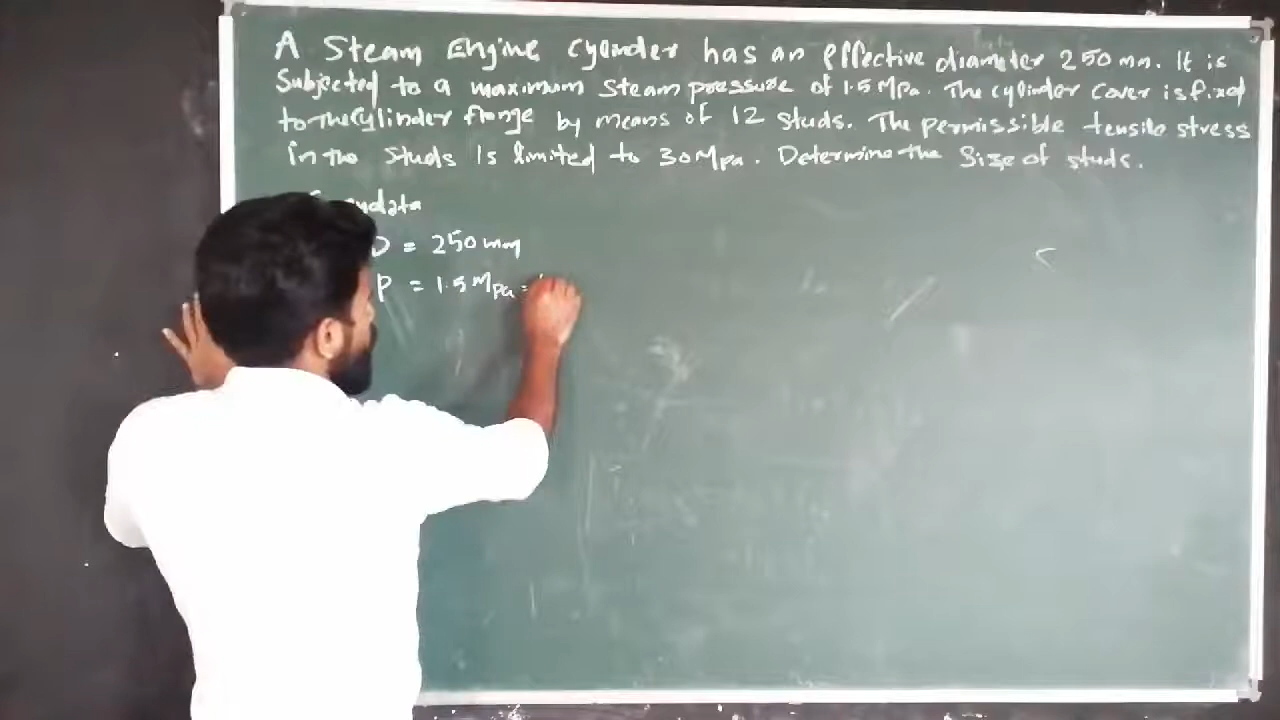 A Steam Engine Cylinder has an effective diameter 250 mm. It is
Subjected to a maximum steam pressure of 1.5 MPa. The cylinder cover is fixed
to the cylinder flange by means of 12 studs. The permissible tensile stress
in the studs is limited to 30 MPa. Determine the Size of studs.
data
D = 250 mm
P = 1.5 MPa =